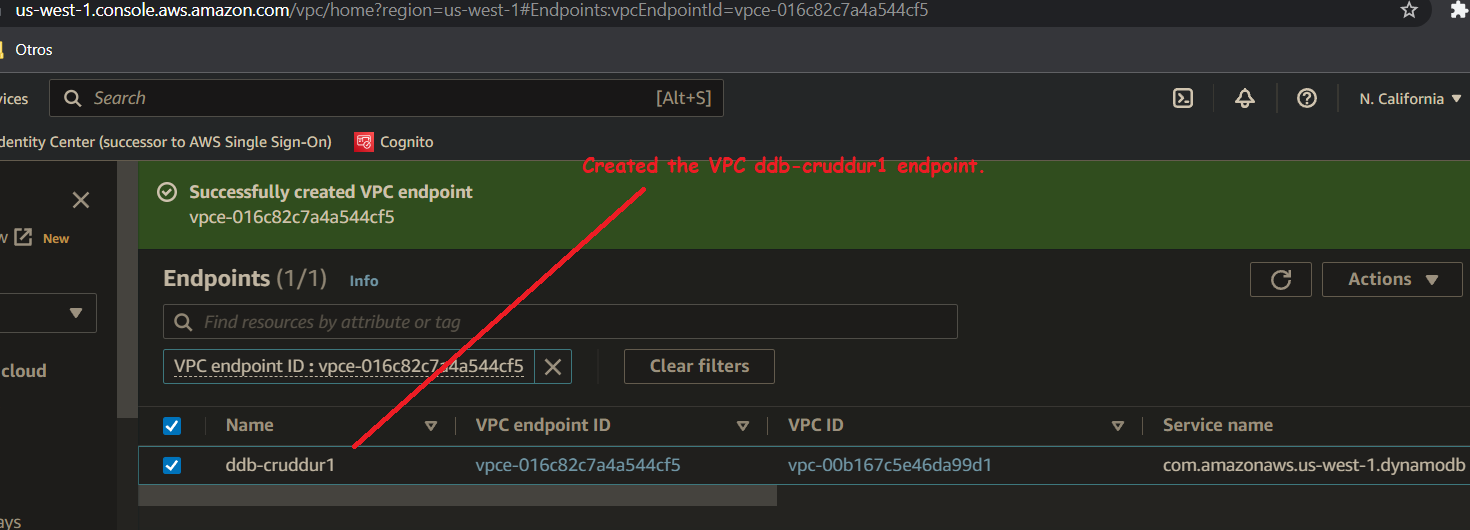 us-west-1.console.aws.amazon.com/vpc/home?region=us-west-1#Endpoints:vpcEndpointId=vpce-016c82c7a4a544cf5
Otros
vices
Search
[Alt+S]
N. California
dentity Center (successor to AWS Single Sign-On)
Cognito
Created the VPC ddb-cruddur1 endpoint.
Successfully created VPC endpoint
vpce-016c82c7a4a544cf5
w New
Endpoints (1/1) Info
Actions
Find resources by attribute or tag
VPC endpoint ID : vpce-016c82c7a4a544cf5
Clear filters
cloud
Name VPC endpoint ID VPC ID Service name
ddb-cruddur1 vpce-016c82c7a4a544cf5 vpc-00b167c5e46da99d1 com.amazonaws.us-west-1.dynamodb
ays